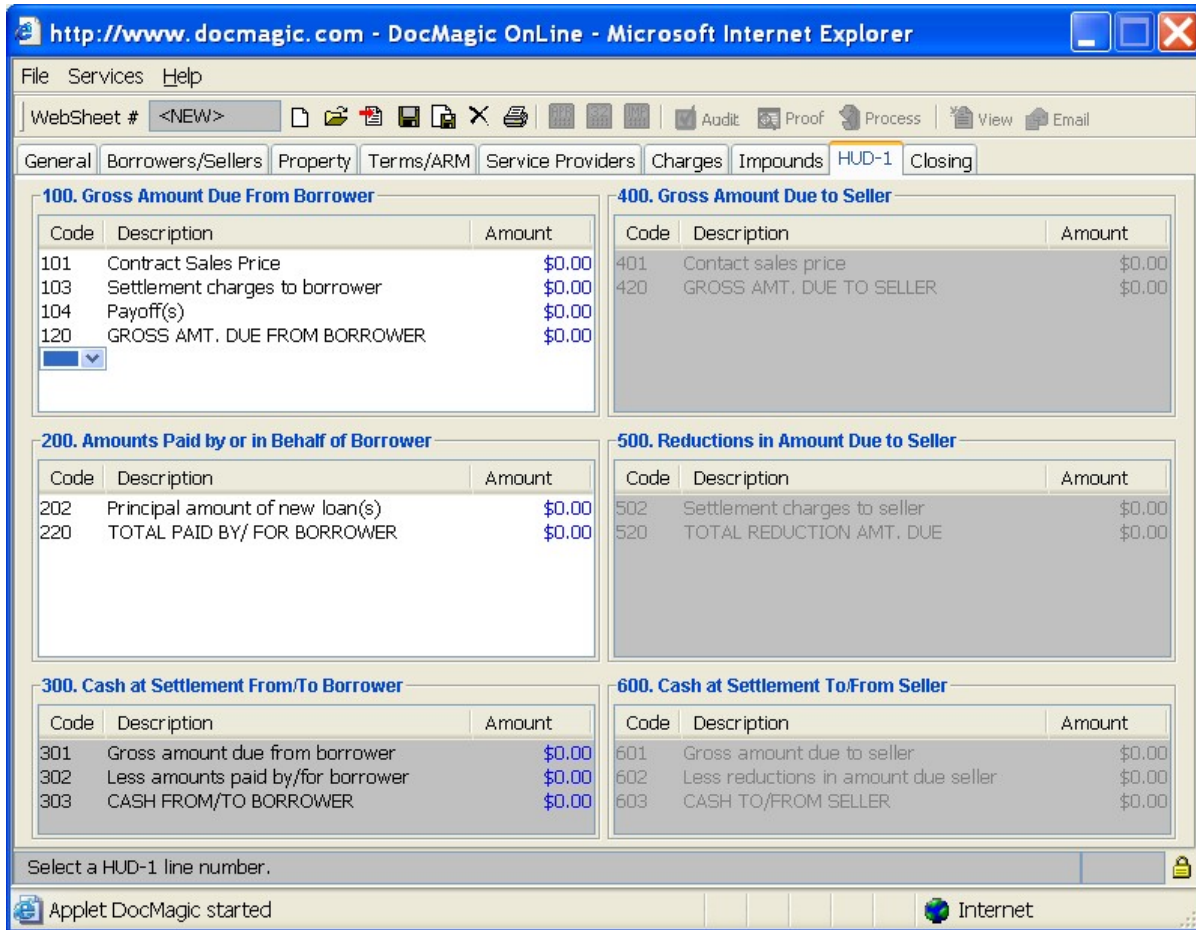 http://www.docmagic.com - DocMagic OnLine - Microsoft Internet Explorer
File Services Help
WebSheet # <NEW> Audit Proof Process View Email
General Borrowers/Sellers Property Terms/ARM Service Providers Charges Impounds HUD-1 Closing
100. Gross Amount Due From Borrower
Code Description Amount
101 Contract Sales Price $0.00
103 Settlement charges to borrower $0.00
104 Payoff(s) $0.00
120 GROSS AMT. DUE FROM BORROWER $0.00
400. Gross Amount Due to Seller
Code Description Amount
401 Contact sales price $0.00
420 GROSS AMT. DUE TO SELLER $0.00
200. Amounts Paid by or in Behalf of Borrower
Code Description Amount
202 Principal amount of new loan(s) $0.00
220 TOTAL PAID BY/ FOR BORROWER $0.00
500. Reductions in Amount Due to Seller
Code Description Amount
502 Settlement charges to seller $0.00
520 TOTAL REDUCTION AMT. DUE $0.00
300. Cash at Settlement From/To Borrower
Code Description Amount
301 Gross amount due from borrower $0.00
302 Less amounts paid by/for borrower $0.00
303 CASH FROM/TO BORROWER $0.00
600. Cash at Settlement To/From Seller
Code Description Amount
601 Gross amount due to seller $0.00
602 Less reductions in amount due seller $0.00
603 CASH TO/FROM SELLER $0.00
Select a HUD-1 line number.
Applet DocMagic started Internet